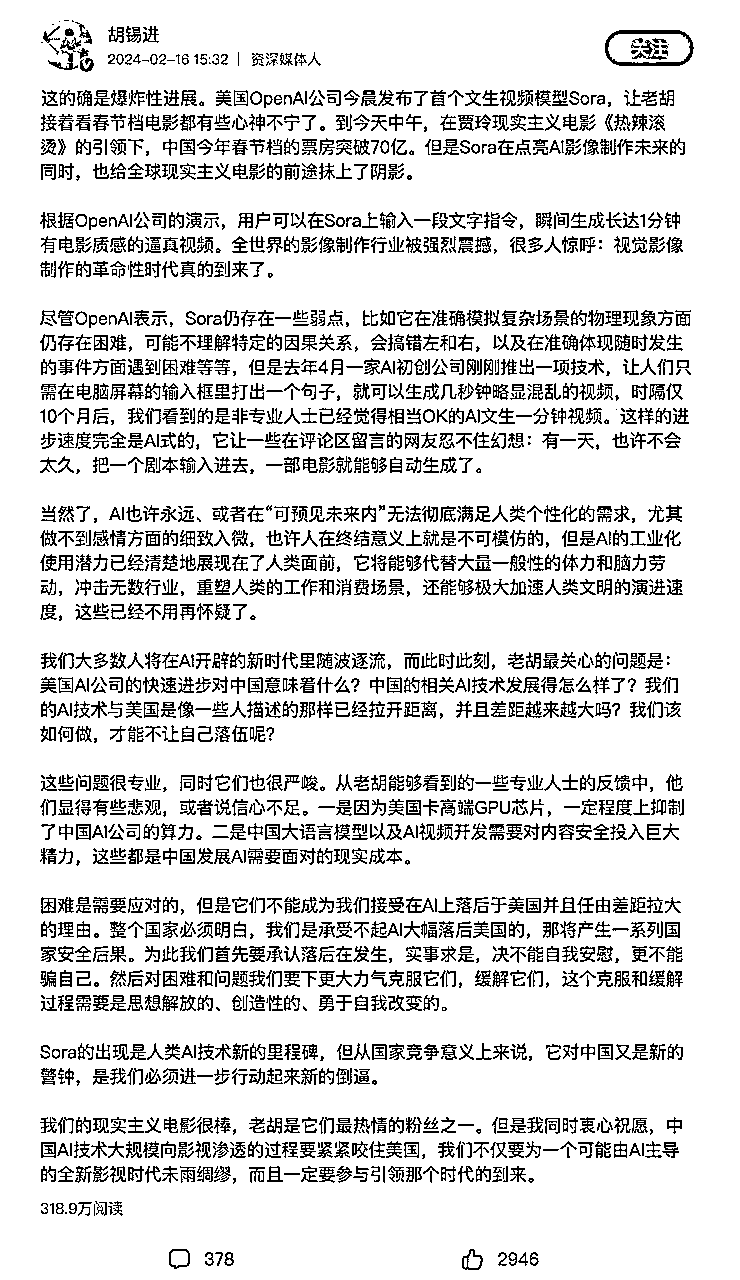 胡锡进
关注
2024-02-16 15:32 | 资深媒体人
这的确是爆炸性进展。美国OpenAI公司今晨发布了首个文生视频模型Sora，让老胡
接着看春节档电影都有些心神不宁了。到今天中午，在贾玲现实主义电影《热辣滚
烫》的引领下，中国今年春节档的票房突破70亿。但是Sora在点亮AI影像制作未来的
同时，也给全球现实主义电影的前途抹上了阴影。
根据OpenAI公司的演示，用户可以在Sora上输入一段文字指令，瞬间生成长达1分钟
有电影质感的逼真视频。全世界的影像制作行业被强烈震撼，很多人惊呼：视觉影像
制作的革命性时代真的到来了。
尽管OpenAI表示，Sora仍存在一些弱点，比如它在准确模拟复杂场景的物理现象方面
仍存在困难，可能不理解特定的因果关系，会搞错左和右，以及在准确体现随时发生
的事件方面遇到困难等等，但是去年4月一家AI初创公司刚刚推出一项技术，让人们只
需在电脑屏幕的输入框里打出一个句子，就可以生成几秒钟略显混乱的视频，时隔仅
10个月后，我们看到的是非专业人士已经觉得相当OK的AI文生一分钟视频。这样的进
步速度完全是AI式的，它让一些在评论区留言的网友忍不住幻想：有一天，也许不会
太久，把一个剧本输入进去，一部电影就能够自动生成了。
当然了，AI也许永远、或者在“可预见未来内”无法彻底满足人类个性化的需求，尤其
做不到感情方面的细致入微，也许人在终结意义上就是不可模仿的，但是AI的工业化
使用潜力已经清楚地展现在了人类面前，它将能够代替大量一般性的体力和脑力劳
动，冲击无数行业，重塑人类的工作和消费场景，还能够极大加速人类文明的演进速
度，这些已经不用再怀疑了。
我们大多数人将在AI开辟的新时代里随波逐流，而此时此刻，老胡最关心的问题是：
美国AI公司的快速进步对中国意味着什么？中国的相关AI技术发展得怎么样了？我们
的AI技术与美国是像一些人描述的那样已经拉开距离，并且差距越来越大吗？我们该
如何做，才能不让自己落伍呢？
这些问题很专业，同时它们也很严峻。从老胡能够看到的一些专业人士的反馈中，他
们显得有些悲观，或者说信心不足。一是因为美国卡高端GPU芯片，一定程度上抑制
了中国AI公司的算力。二是中国大语言模型以及AI视频开发需要对内容安全投入巨大
精力，这些都是中国发展AI需要面对的现实成本。
困难是需要应对的，但是它们不能成为我们接受在AI上落后于美国并且任由差距拉大
的理由。整个国家必须明白，我们是承受不起AI大幅落后美国的，那将产生一系列国
家安全后果。为此我们首先要承认落后在发生，实事求是，决不能自我安慰，更不能
骗自己。然后对困难和问题我们要下更大力气克服它们，缓解它们，这个克服和缓解
过程需要是思想解放的、创造性的、勇于自我改变的。
Sora的出现是人类AI技术新的里程碑，但从国家竞争意义上来说，它对中国又是新的
警钟，是我们必须进一步行动起来新的倒逼。
我们的现实主义电影很棒，老胡是它们最热情的粉丝之一。但是我同时衷心祝愿，中
国AI技术大规模向影视渗透的过程要紧紧咬住美国，我们不仅要为一个可能由AI主导
的全新影视时代未雨绸缪，而且一定要参与引领那个时代的到来。
318.9万阅读
378
2946